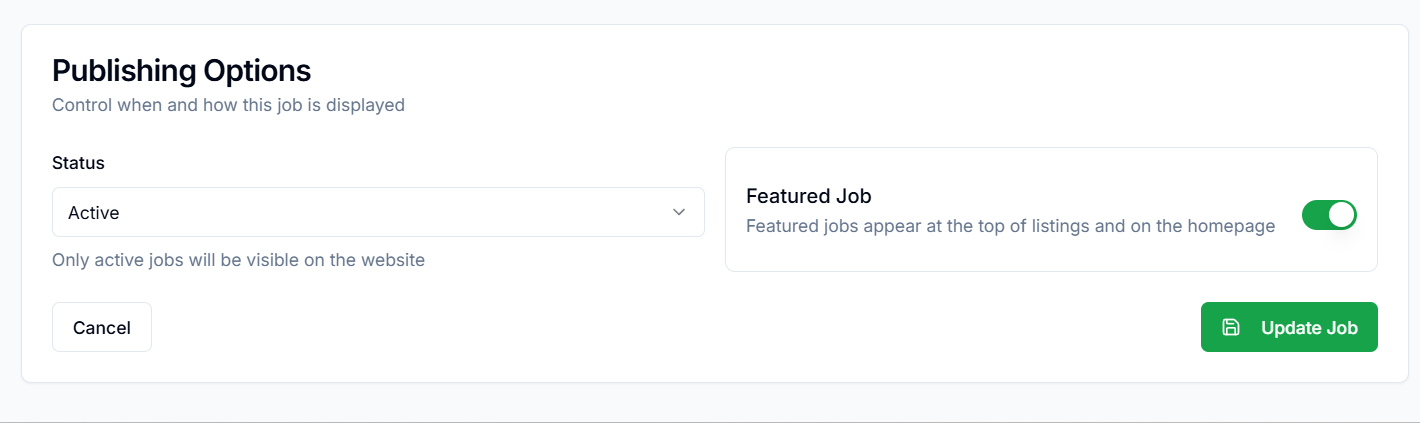 Publishing Options
Control when and how this job is displayed
Status
Active
Only active jobs will be visible on the website
Featured Job
Featured jobs appear at the top of listings and on the homepage
Cancel
Update Job